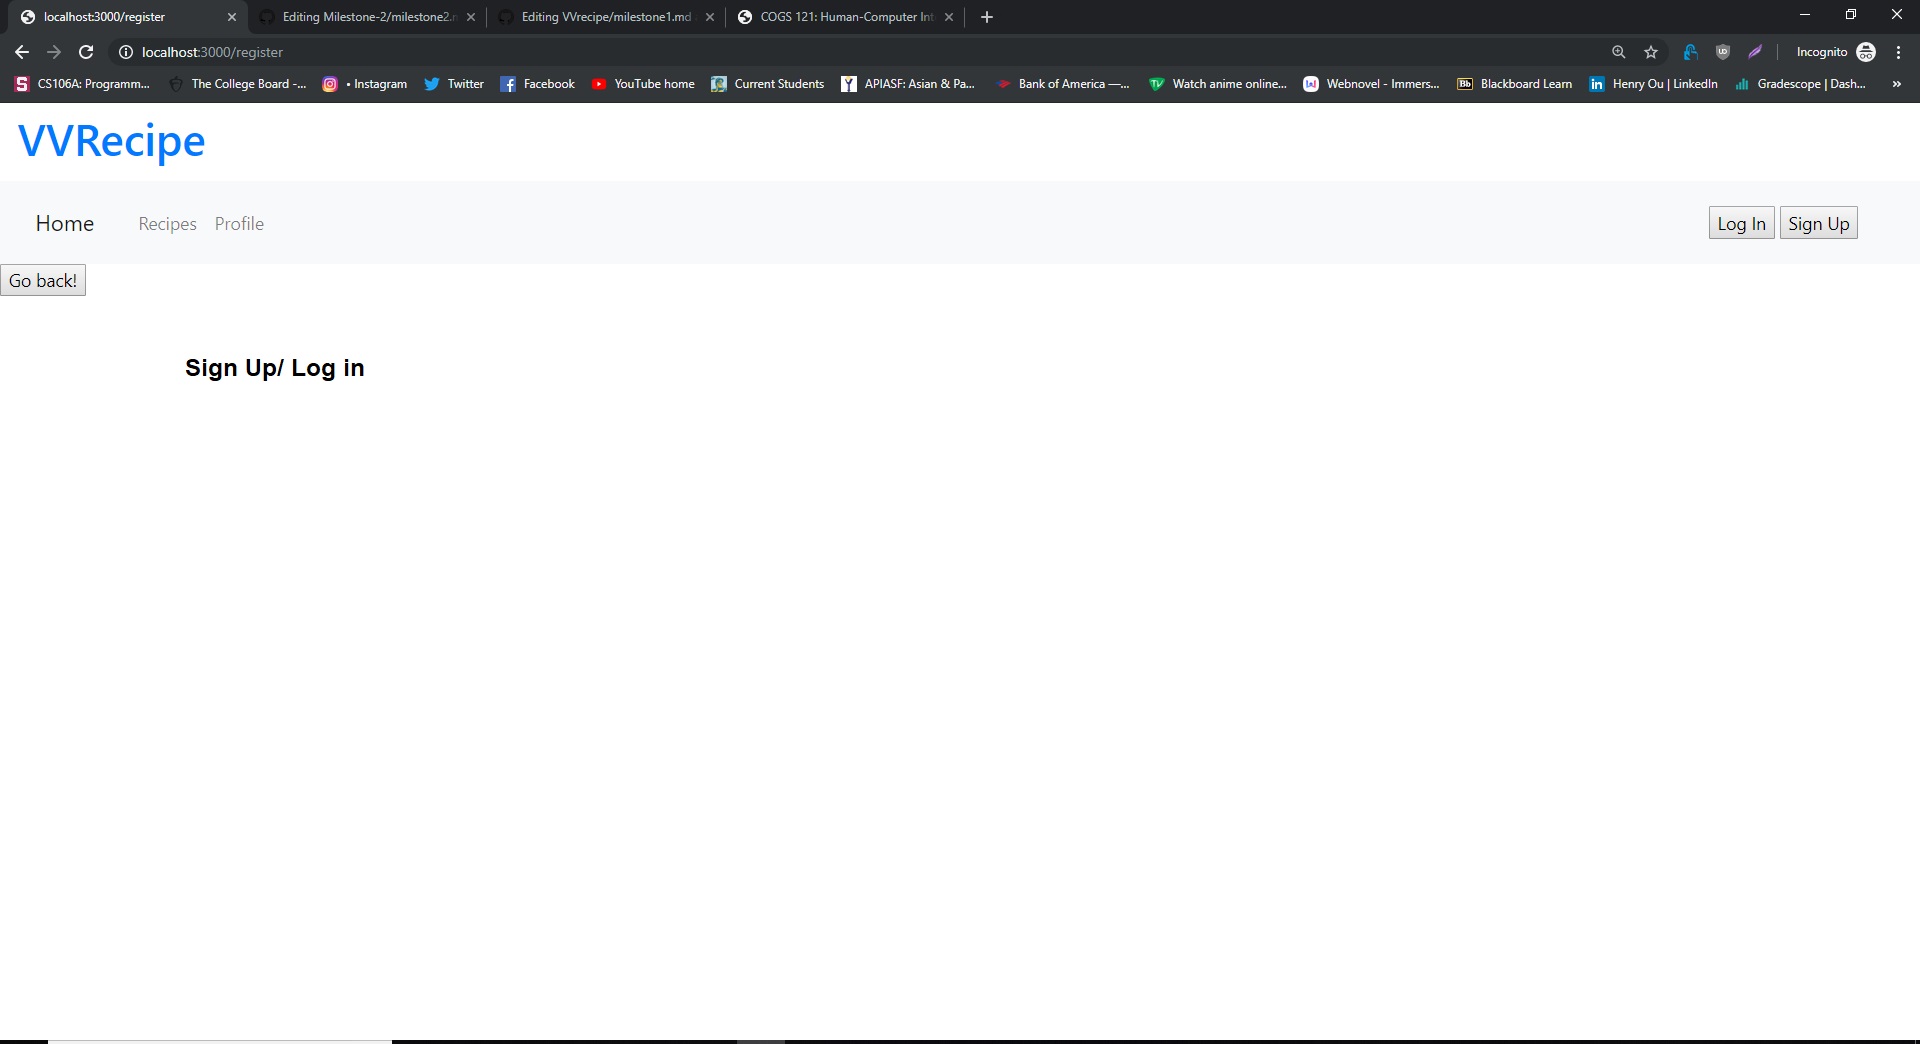 localhost:3000/register
Editing Milestone-2/milestone2.
Editing VVrecipe/milestone1.md
COGS 121: Human-Computer Int
localhost:3000/register
Incognito
CS106A: Programm...
The College Board -...
• Instagram
Twitter
Facebook
YouTube home
Current Students
APIASF: Asian & Pa...
Bank of America —...
Watch anime online...
Webnovel - Immers...
Bb
Blackboard Learn
Henry Ou | LinkedIn
Gradescope | Dash...
»
VVRecipe
Home
Recipes
Profile
Log In
Sign Up
Go back!
Sign Up/ Log in